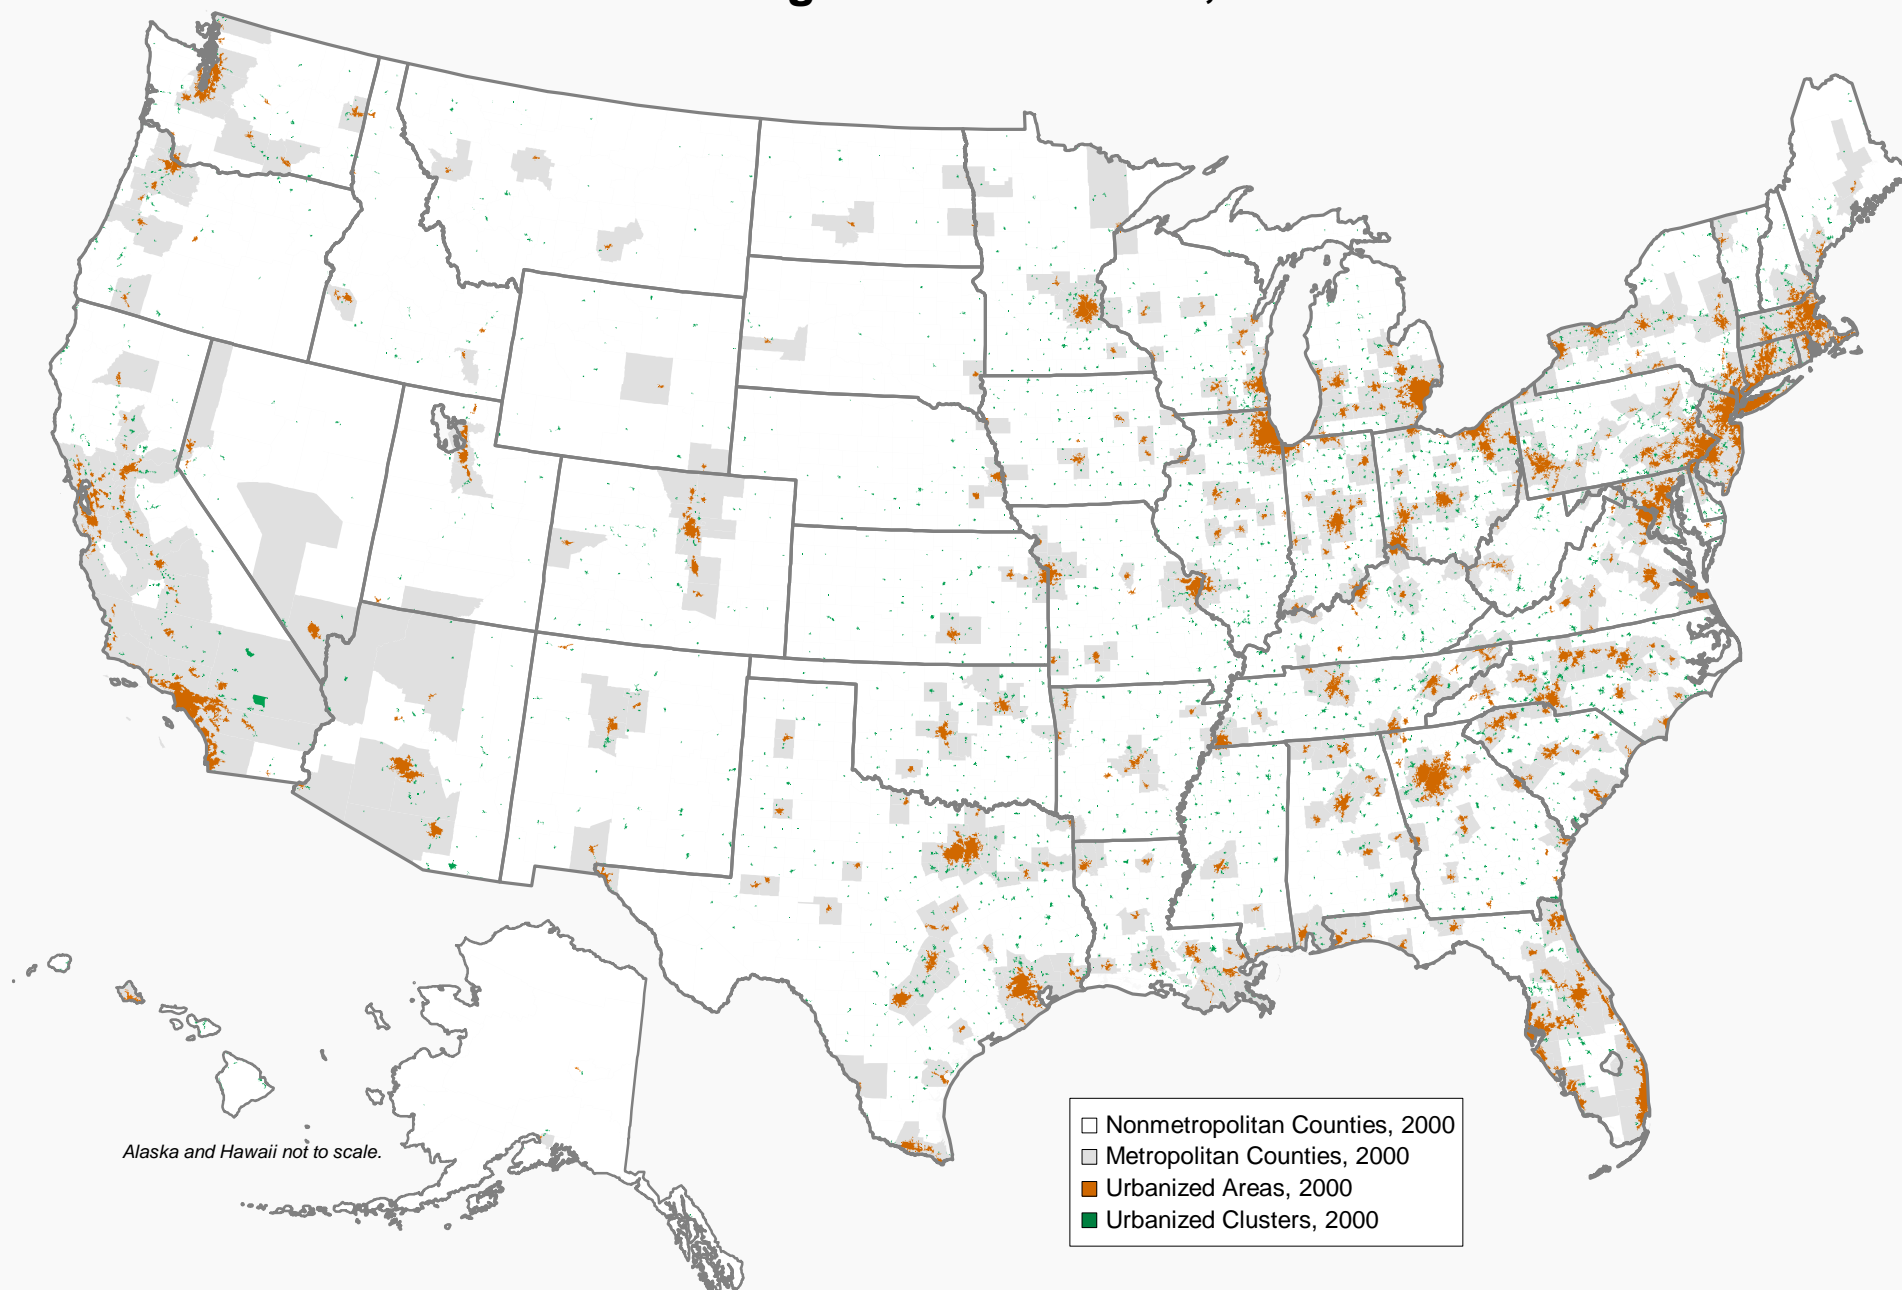 Alaska and Hawaii not to scale.
Nonmetropolitan Counties, 2000
Metropolitan Counties, 2000
Urbanized Areas, 2000
Urbanized Clusters, 2000